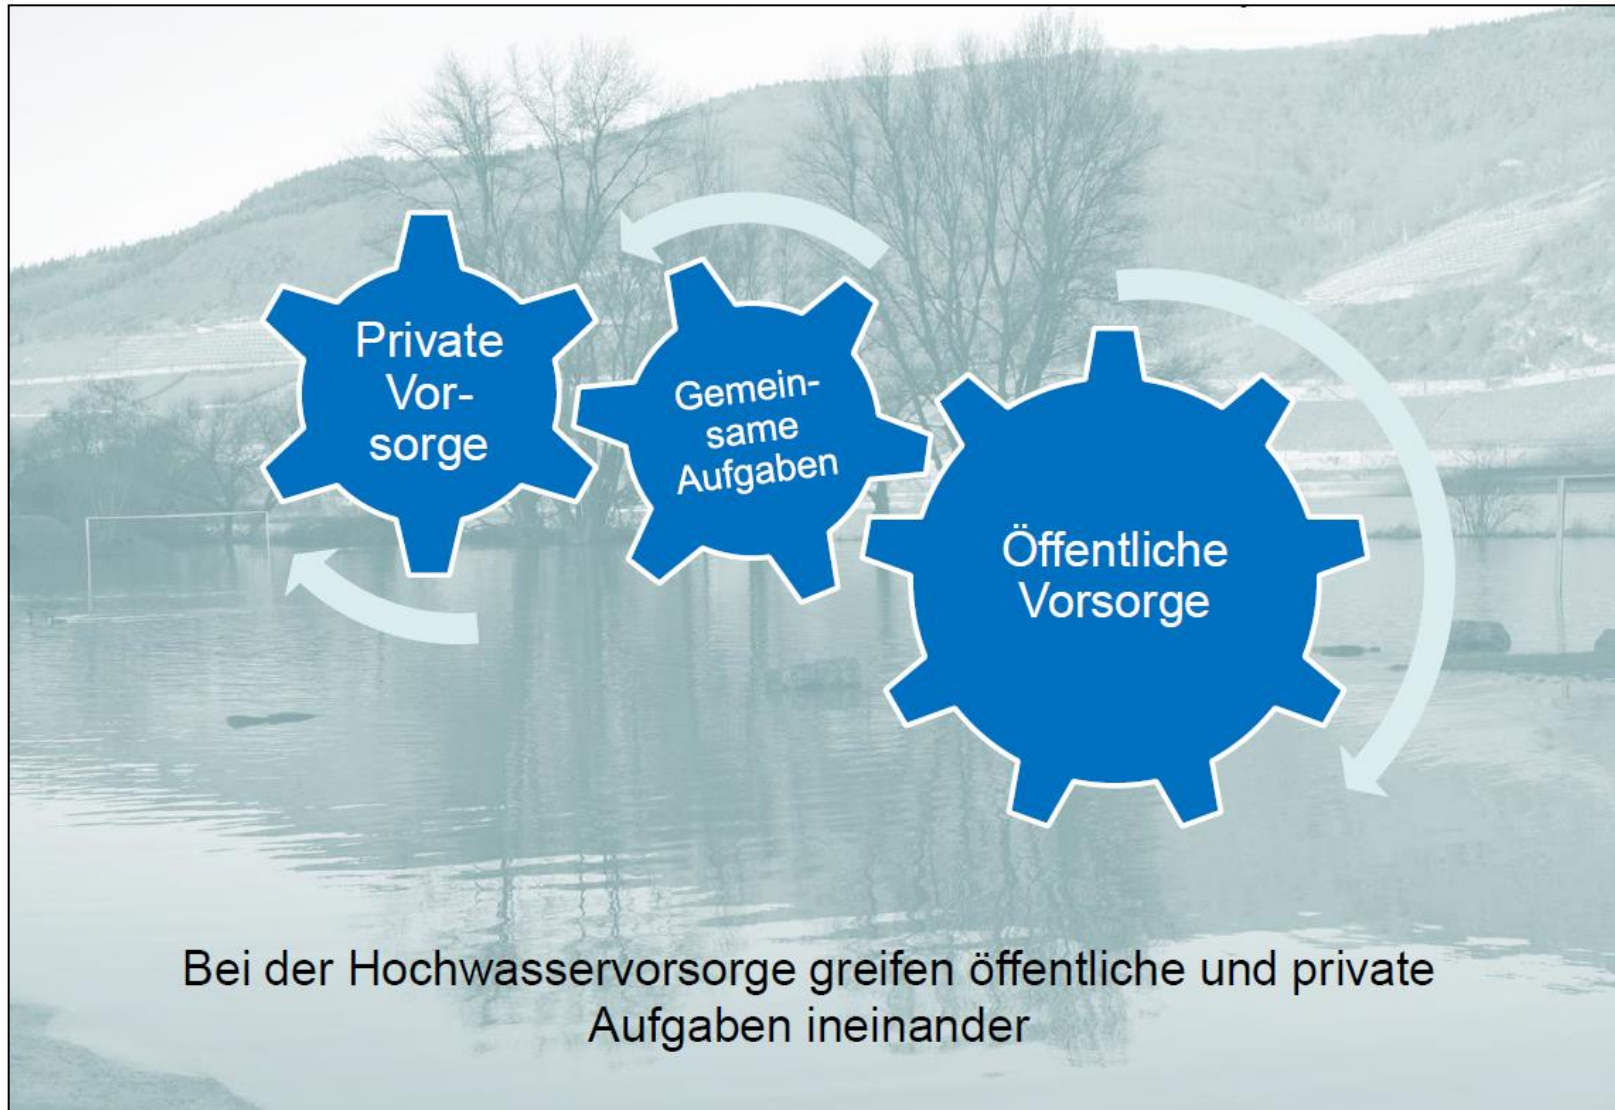 Private
Vor-
sorge
Gemein-
same
Aufgaben
Öffentliche
Vorsorge
Bei der Hochwasservorsorge greifen öffentliche und private
Aufgaben ineinander